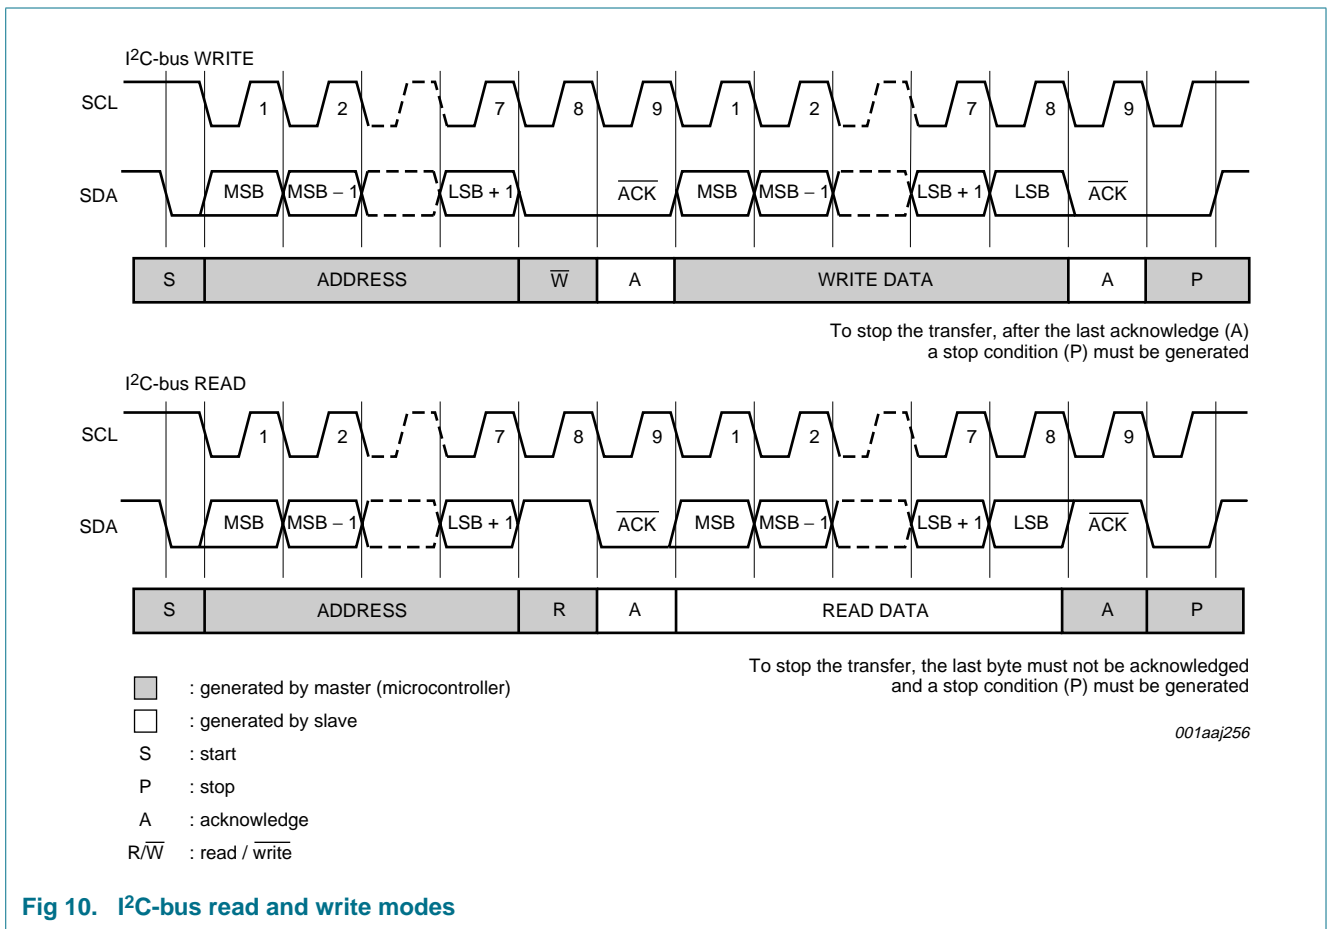 I²C-bus WRITE
SCL 1 2 7 8 9 1 2 7 8 9
SDA MSB MSB − 1 LSB + 1 A̅C̅K̅ MSB MSB − 1 LSB + 1 LSB A̅C̅K̅
S ADDRESS W̅ A WRITE DATA A P
To stop the transfer, after the last acknowledge (A)
a stop condition (P) must be generated
I²C-bus READ
SCL 1 2 7 8 9 1 2 7 8 9
SDA MSB MSB − 1 LSB + 1 A̅C̅K̅ MSB MSB − 1 LSB + 1 LSB A̅C̅K̅
S ADDRESS R A READ DATA A P
To stop the transfer, the last byte must not be acknowledged
and a stop condition (P) must be generated
: generated by master (microcontroller)
: generated by slave
001aaj256
S : start
P : stop
A : acknowledge
R/W̅ : read / w̅r̅i̅t̅e̅
Fig 10. I²C-bus read and write modes